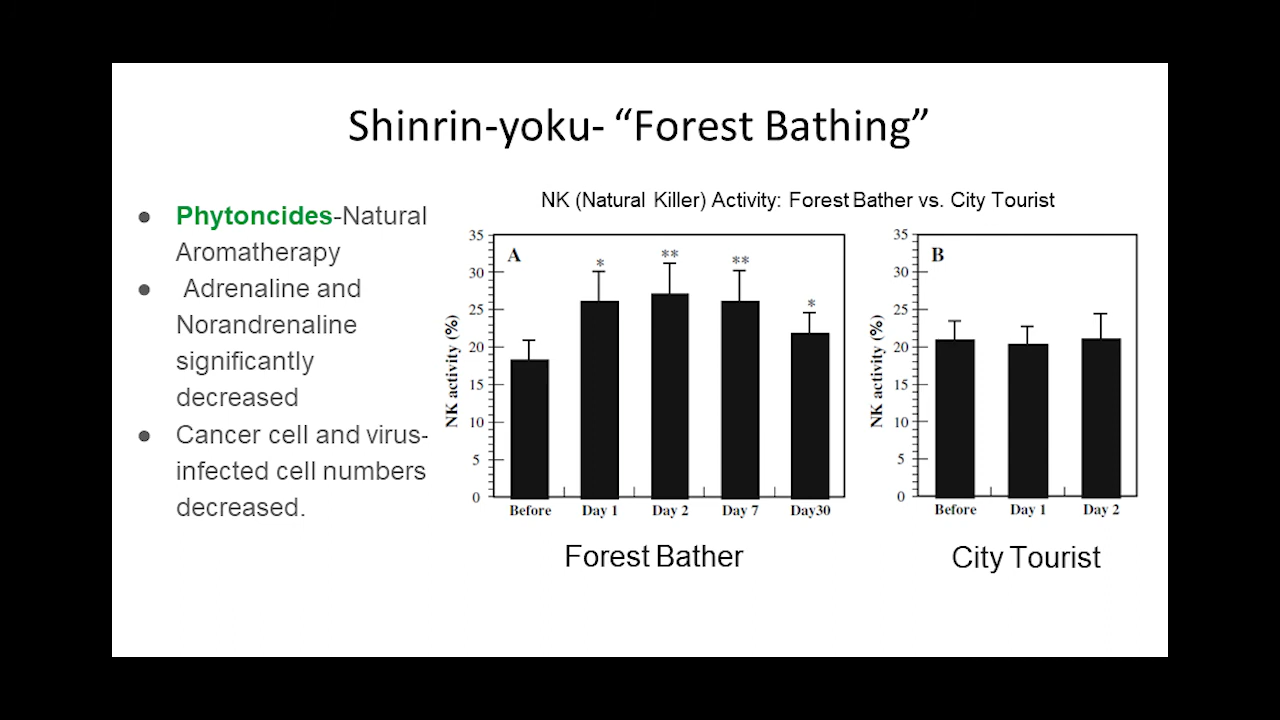 Shinrin-yoku- “Forest Bathing”
● Phytoncides-Natural
Aromatherapy
● Adrenaline and
Norandrenaline
significantly
decreased
● Cancer cell and virus-
infected cell numbers
decreased.
NK (Natural Killer) Activity: Forest Bather vs. City Tourist
A
NK activity (%)
35
30
25
20
15
10
5
0
* ** ** *
Before Day 1 Day 2 Day 7 Day30
Forest Bather
B
NK activity (%)
35
30
25
20
15
10
5
0
Before Day 1 Day 2
City Tourist